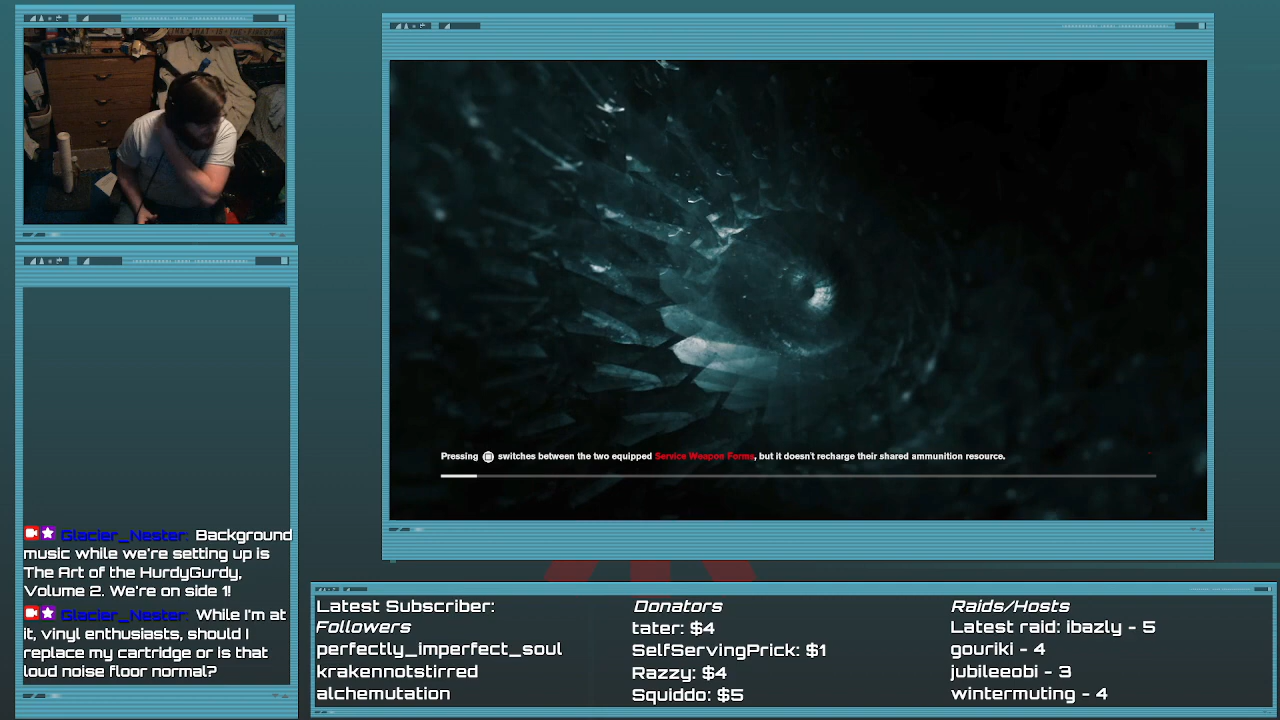 Pressing switches between the two equipped Service Weapon Forms, but it doesn't recharge their shared ammunition resource.
Glacier_Nester: Background
music while we're setting up is
The Art of the HurdyGurdy,
Volume 2. We're on side 1!
Glacier_Nester: While I'm at
it, vinyl enthusiasts, should I
replace my cartridge or is that
loud noise floor normal?
Latest Subscriber:
Followers
perfectly_imperfect_soul
krakennotstirred
alchemutation
Donators
tater: $4
SelfServingPrick: $1
Razzy: $4
Squiddo: $5
Raids/Hosts
Latest raid: ibazly - 5
gouriki - 4
jubileeobi - 3
wintermuting - 4